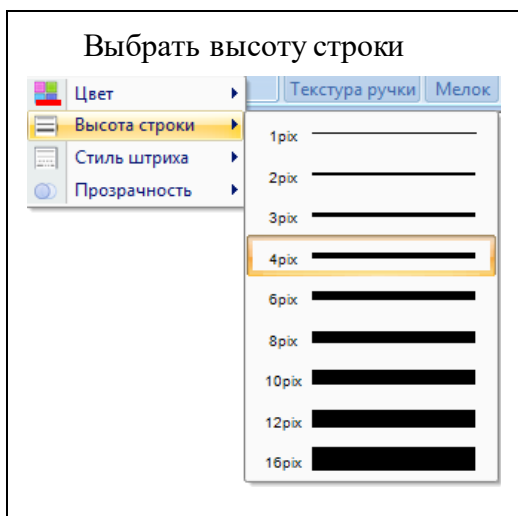 Выбрать высоту строки
Цвет
Текстура ручки Мелок
Высота строки
1pix
Стиль штриха
2pix
Прозрачность
3pix
4pix
6pix
8pix
10pix
12pix
16pix